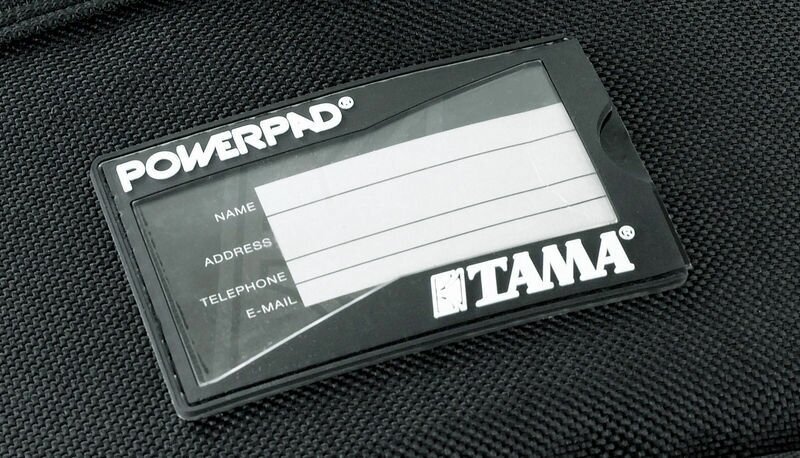 POWERPAD®
NAME
ADDRESS
TELEPHONE
E-MAIL
TAMA®